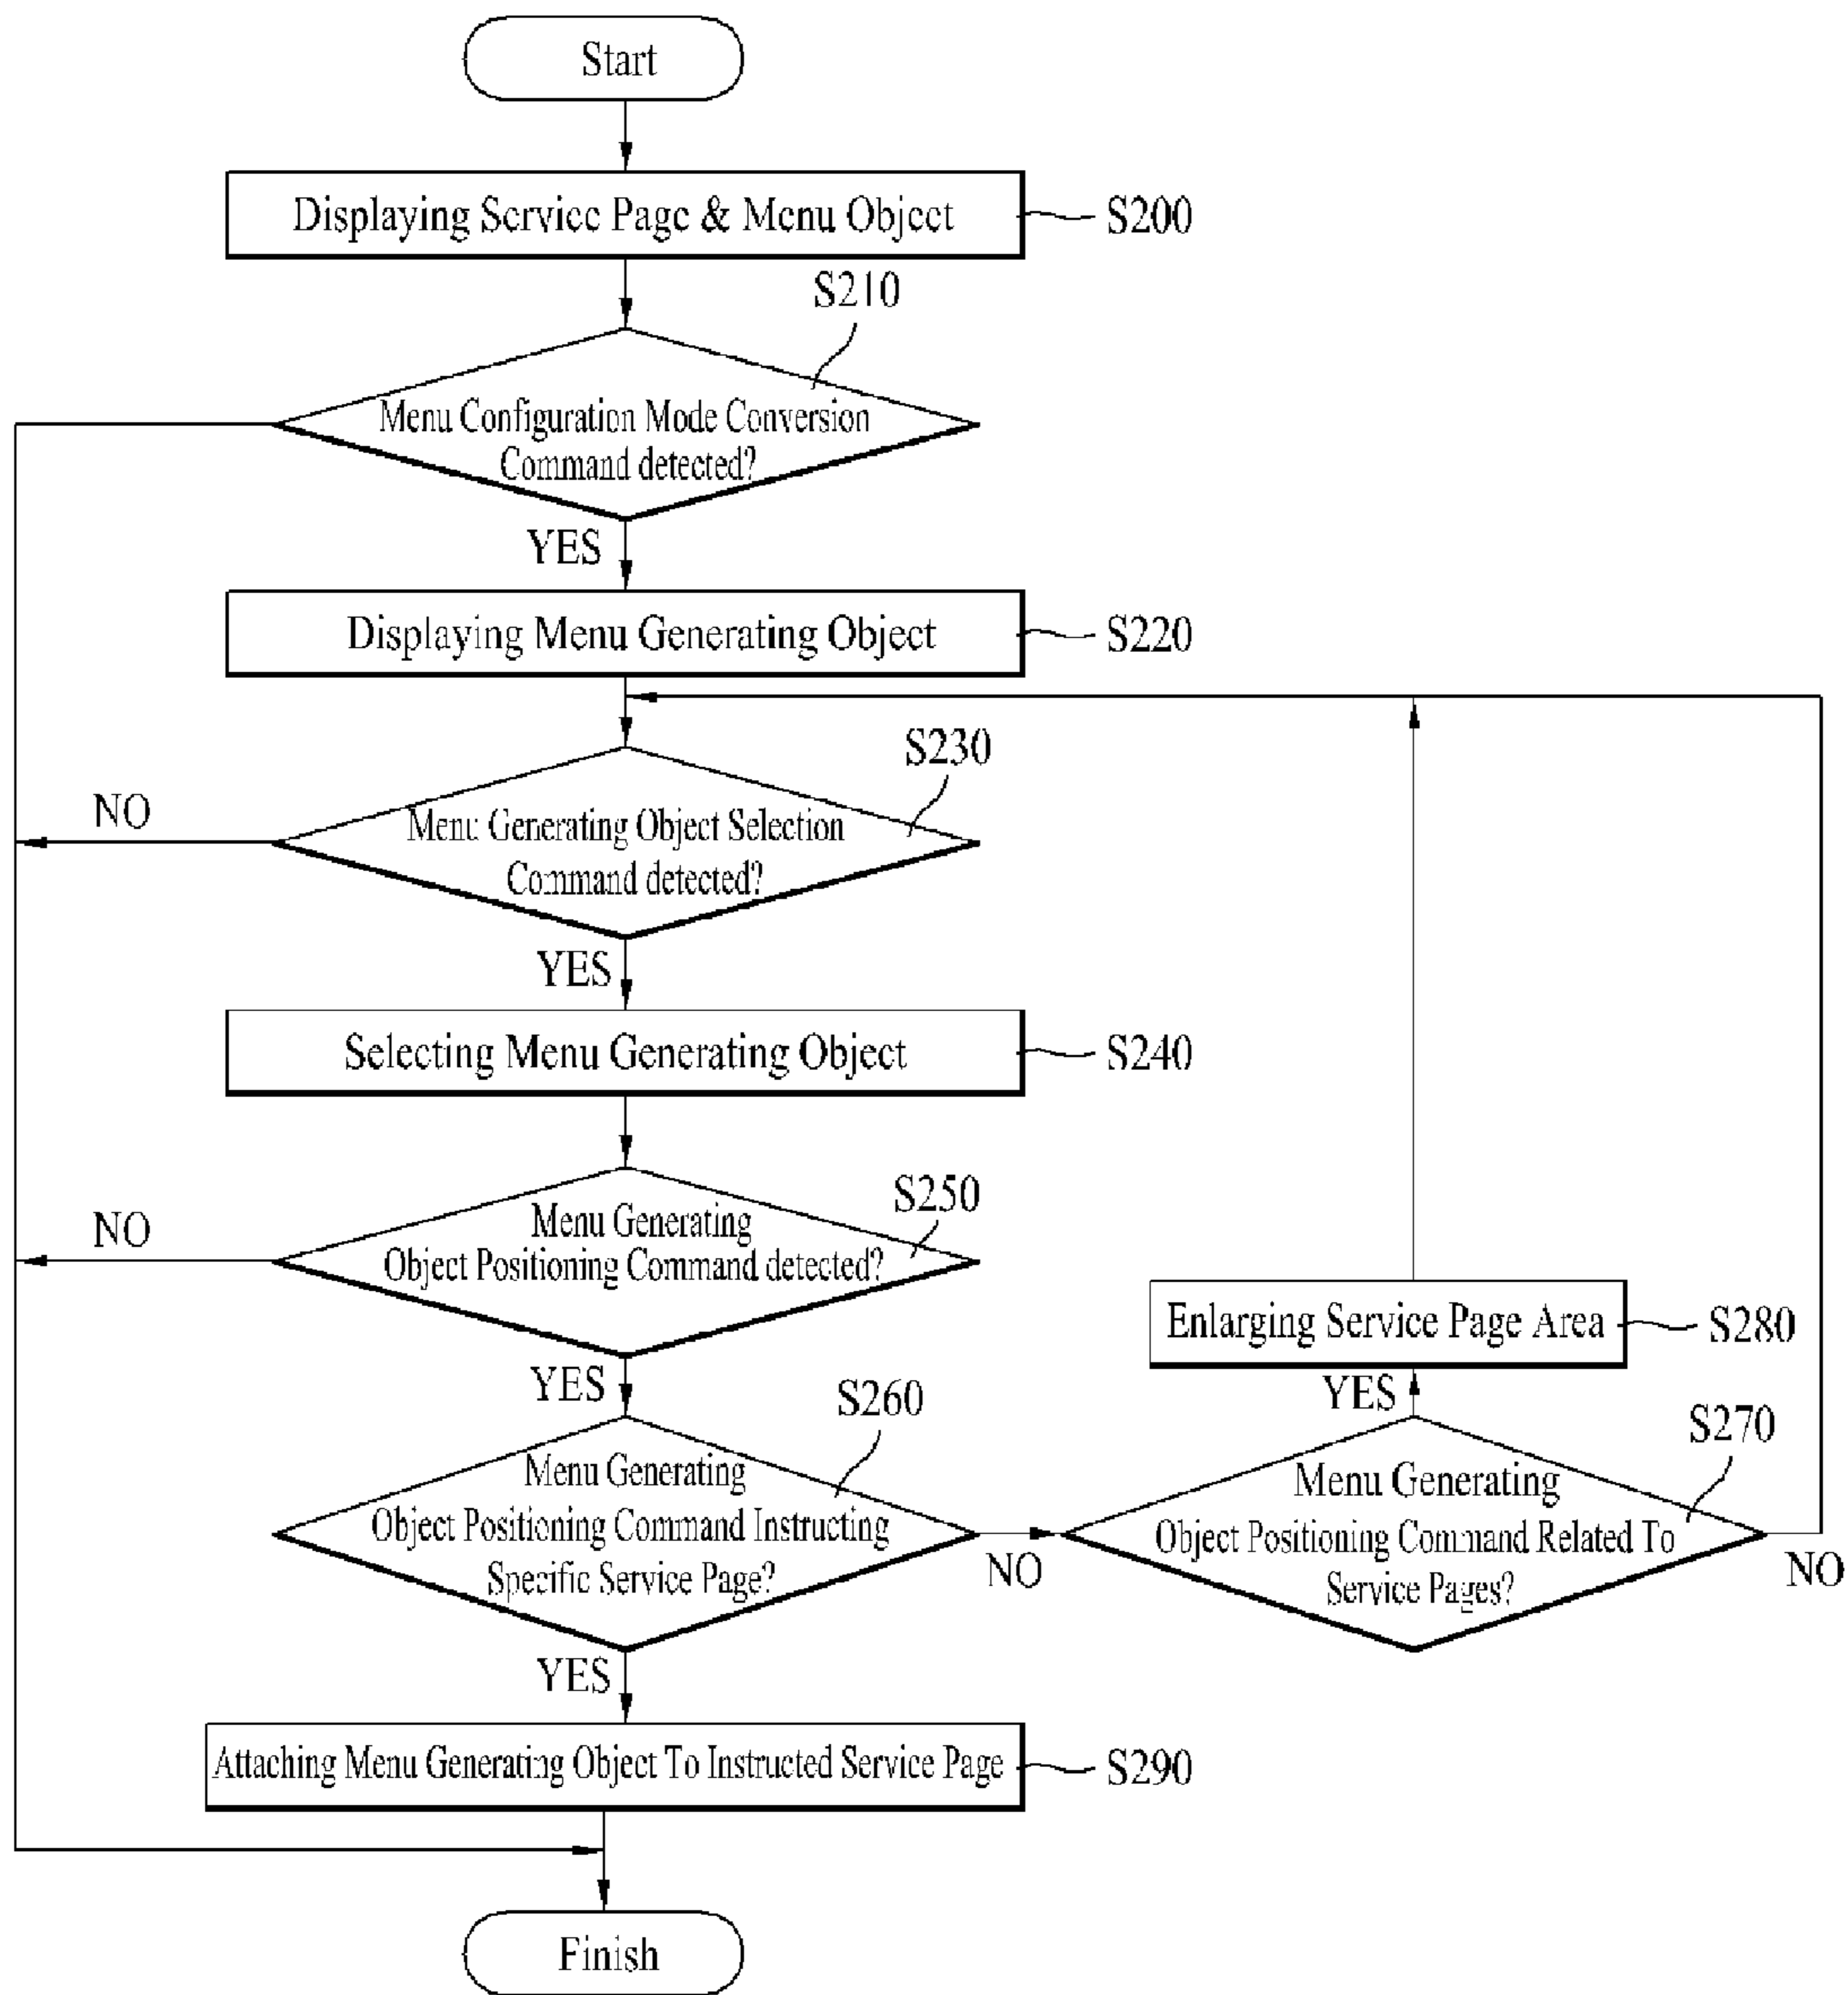 Start
Displaying Service Page & Menu Object
S200
S210
Menu Configuration Mode Conversion
Command detected?
YES
Displaying Menu Generating Object
S220
S230
NO
Menu Generating Object Selection
Command detected?
YES
Selecting Menu Generating Object
S240
S250
NO
Menu Generating
Object Positioning Command detected?
YES
Enlarging Service Page Area
S280
YES
S260
S270
Menu Generating
Object Positioning Command Instructing
Specific Service Page?
NO
Menu Generating
Object Positioning Command Related To
Service Pages?
NO
YES
Attaching Menu Generating Object To Instructed Service Page
S290
Finish